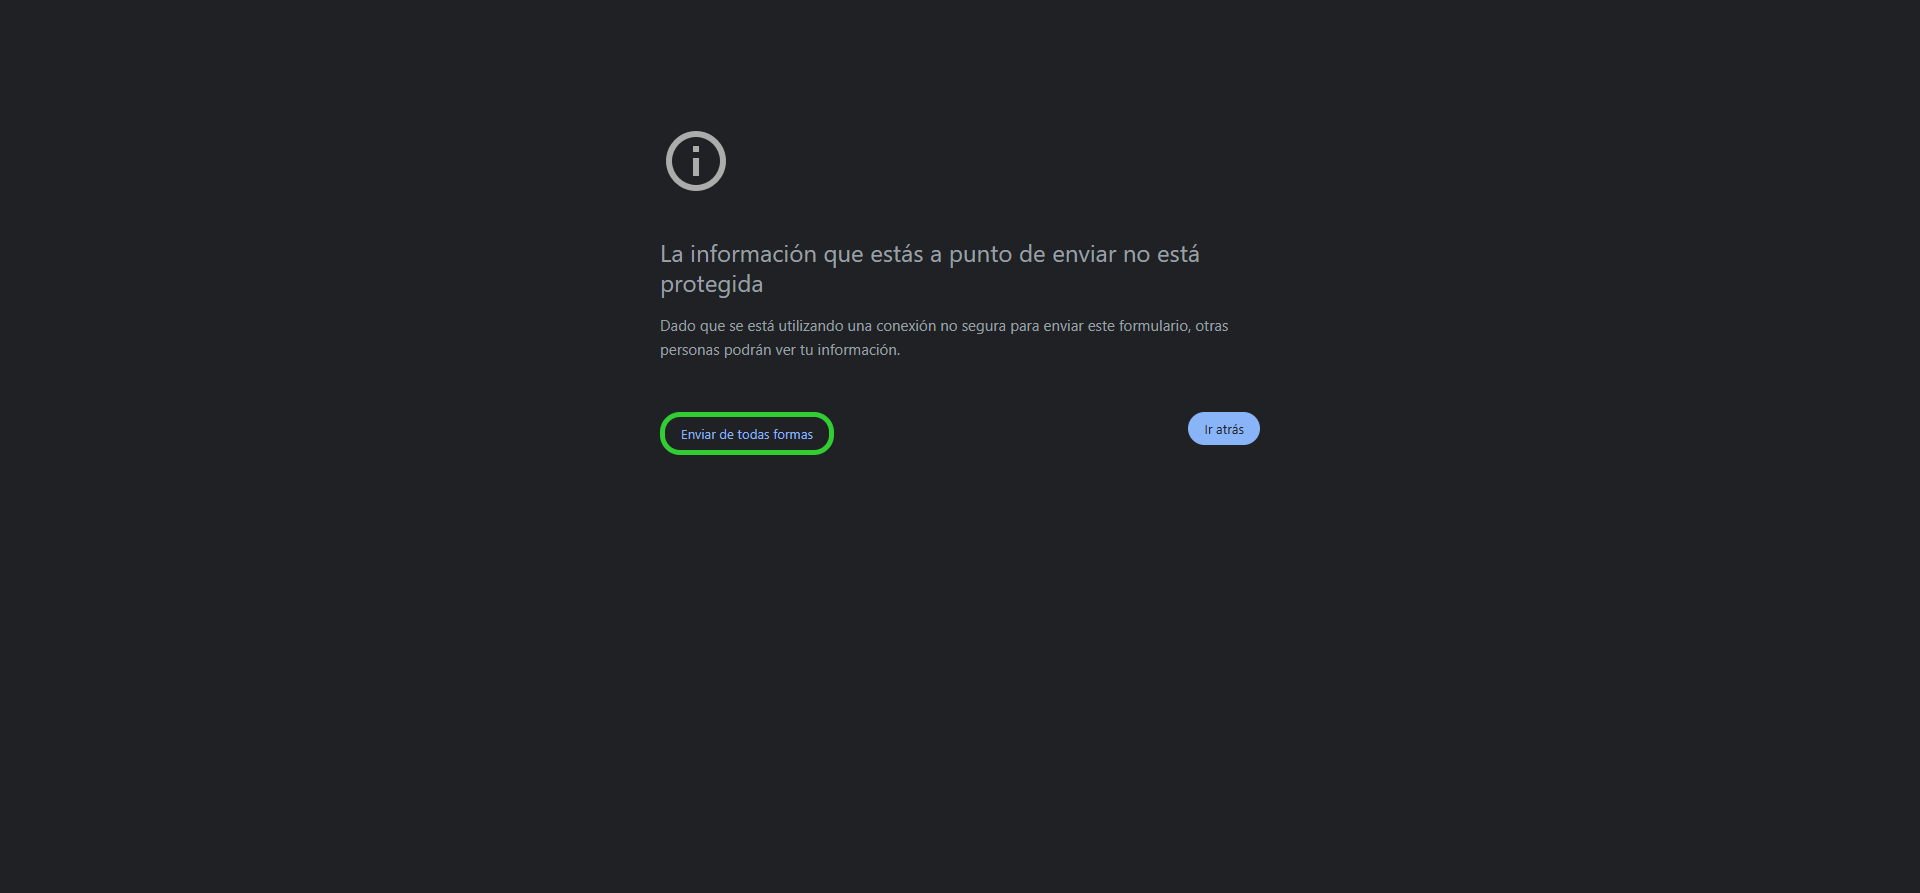 La información que estás a punto de enviar no está
protegida
Dado que se está utilizando una conexión no segura para enviar este formulario, otras
personas podrán ver tu información.
Enviar de todas formas
Ir atrás